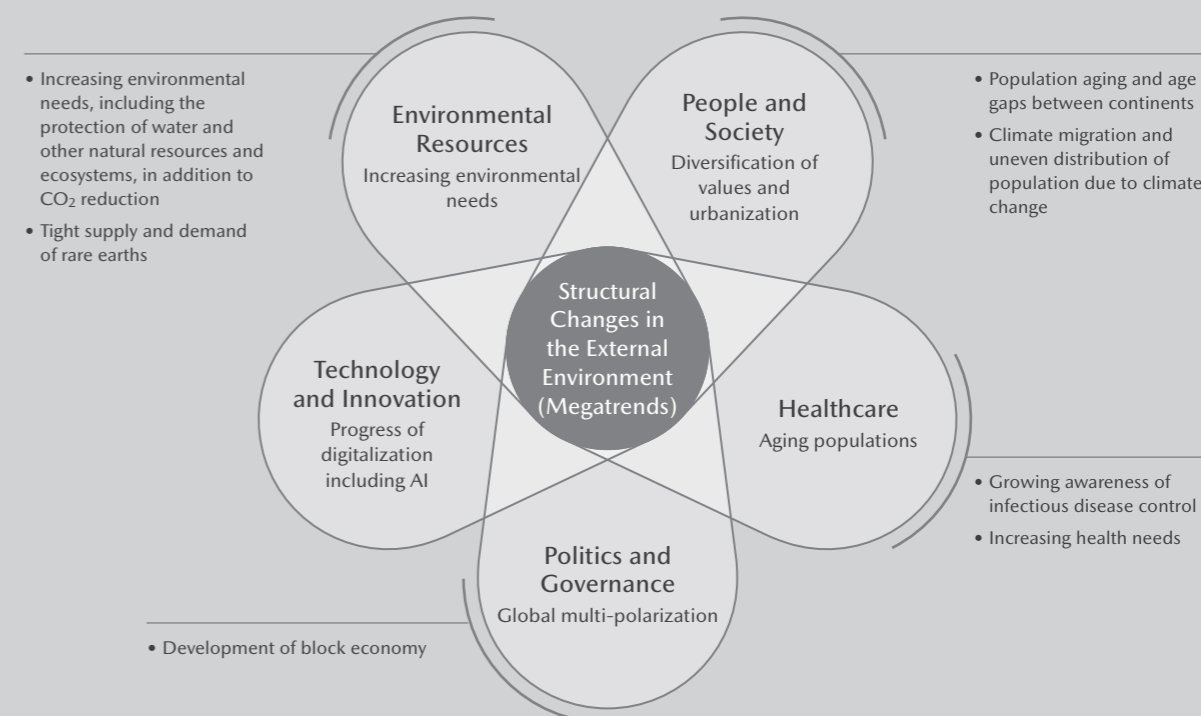 • Increasing environmental
needs, including the
protection of water and
other natural resources and
ecosystems, in addition to
CO₂ reduction
• Tight supply and demand
of rare earths
Environmental
Resources
Increasing environmental
needs
People and
Society
Diversification of
values and
urbanization
• Population aging and age
gaps between continents
• Climate migration and
uneven distribution of
population due to climate
change
Structural
Changes in
the External
Environment
(Megatrends)
Technology
and Innovation
Progress of
digitalization
including AI
Healthcare
Aging populations
• Growing awareness of
infectious disease control
• Increasing health needs
Politics and
Governance
Global multi-polarization
• Development of block economy